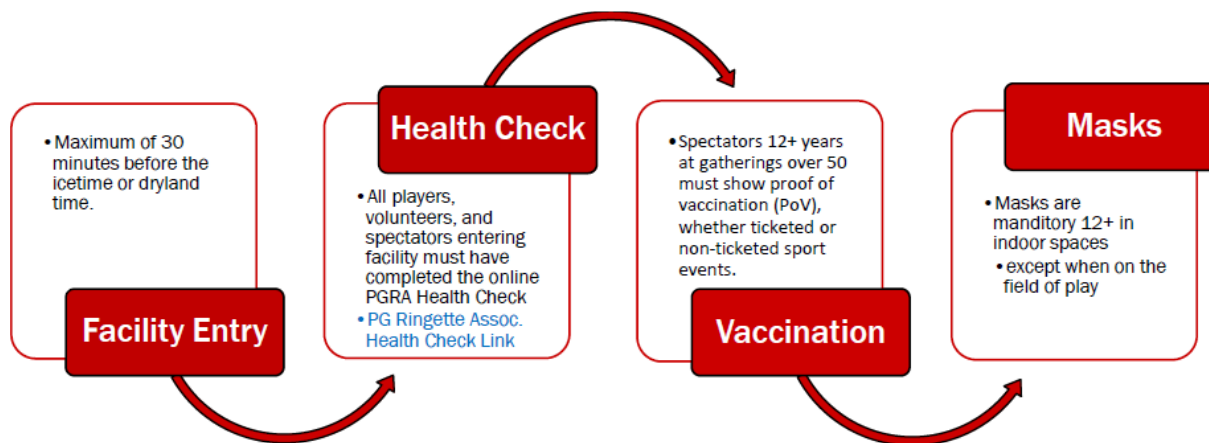 • Maximum of 30
minutes before the
icetime or dryland
time.
Facility Entry
Health Check
• All players,
volunteers, and
spectators entering
facility must have
completed the online
PGRA Health Check
• PG Ringette Assoc.
Health Check Link
• Spectators 12+ years
at gatherings over 50
must show proof of
vaccination (PoV),
whether ticketed or
non-ticketed sport
events.
Vaccination
Masks
• Masks are
manditory 12+ in
indoor spaces
• except when on the
field of play